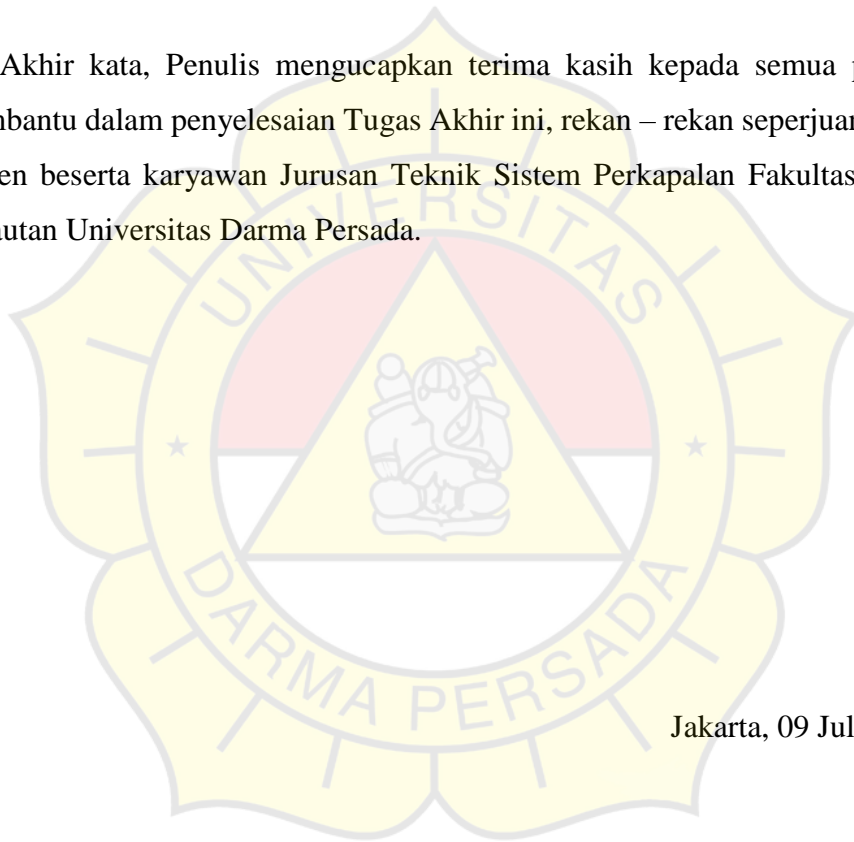 Akhir kata, Penulis mengucapkan terima kasih kepada semua p
mbantu dalam penyelesaian Tugas Akhir ini, rekan – rekan seperjuan
en beserta karyawan Jurusan Teknik Sistem Perkapalan Fakultas
autan Universitas Darma Persada.
UNIVERSITAS
DARMA PERSADA
Jakarta, 09 Jul